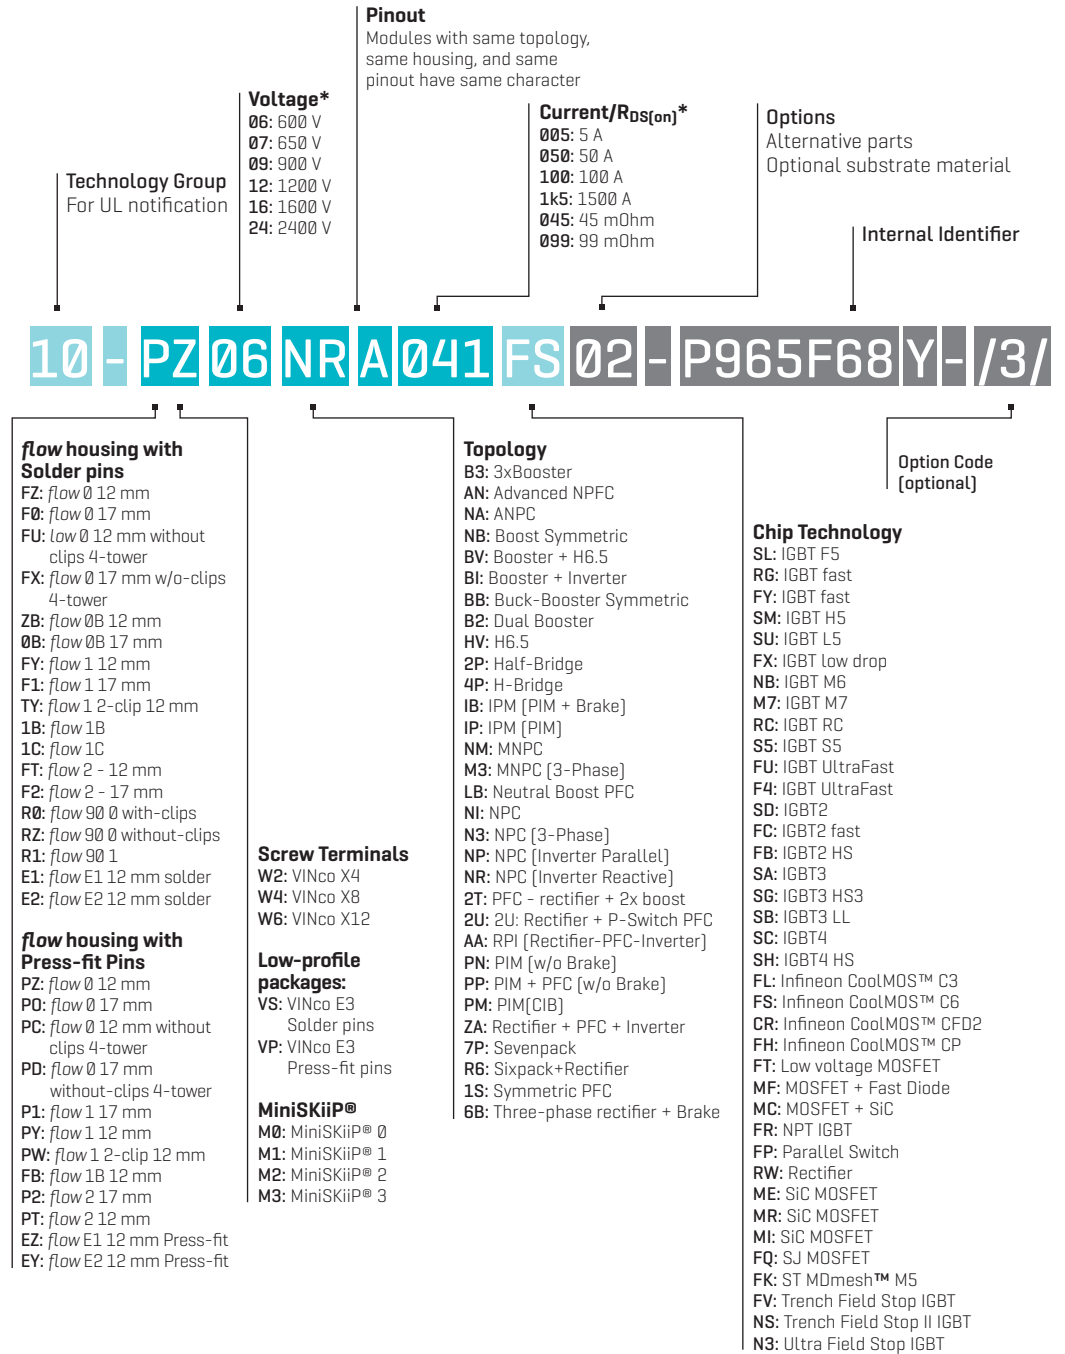 Pinout
Modules with same topology,
same housing, and same
pinout have same character
Voltage*
06: 600 V
07: 650 V
09: 900 V
12: 1200 V
16: 1600 V
24: 2400 V
Current/RDS(on)*
005: 5 A
050: 50 A
100: 100 A
1k5: 1500 A
045: 45 mOhm
099: 99 mOhm
Options
Alternative parts
Optional substrate material
Technology Group
For UL notification
Internal Identifier
10 - PZ 06 NR A 041 FS 02 - P965F68 Y - /3/
flow housing with
Solder pins
FZ: flow 0 12 mm
F0: flow 0 17 mm
FU: low 0 12 mm without
clips 4-tower
FX: flow 0 17 mm w/o-clips
4-tower
ZB: flow 0B 12 mm
0B: flow 0B 17 mm
FY: flow 1 12 mm
F1: flow 1 17 mm
TY: flow 1 2-clip 12 mm
1B: flow 1B
1C: flow 1C
FT: flow 2 - 12 mm
F2: flow 2 - 17 mm
R0: flow 90 0 with-clips
RZ: flow 90 0 without-clips
R1: flow 90 1
E1: flow E1 12 mm solder
E2: flow E2 12 mm solder
flow housing with
Press-fit Pins
PZ: flow 0 12 mm
PO: flow 0 17 mm
PC: flow 0 12 mm without
clips 4-tower
PD: flow 0 17 mm
without-clips 4-tower
P1: flow 1 17 mm
PY: flow 1 12 mm
PW: flow 1 2-clip 12 mm
FB: flow 1B 12 mm
P2: flow 2 17 mm
PT: flow 2 12 mm
EZ: flow E1 12 mm Press-fit
EY: flow E2 12 mm Press-fit
Screw Terminals
W2: VINco X4
W4: VINco X8
W6: VINco X12
Low-profile
packages:
VS: VINco E3
Solder pins
VP: VINco E3
Press-fit pins
MiniSKiiP®
M0: MiniSKiiP® 0
M1: MiniSKiiP® 1
M2: MiniSKiiP® 2
M3: MiniSKiiP® 3
Topology
B3: 3xBooster
AN: Advanced NPFC
NA: ANPC
NB: Boost Symmetric
BV: Booster + H6.5
BI: Booster + Inverter
BB: Buck-Booster Symmetric
B2: Dual Booster
HV: H6.5
2P: Half-Bridge
4P: H-Bridge
IB: IPM (PIM + Brake)
IP: IPM (PIM)
NM: MNPC
M3: MNPC (3-Phase)
LB: Neutral Boost PFC
NI: NPC
N3: NPC (3-Phase)
NP: NPC (Inverter Parallel)
NR: NPC (Inverter Reactive)
2T: PFC - rectifier + 2x boost
2U: 2U: Rectifier + P-Switch PFC
AA: RPI (Rectifier-PFC-Inverter)
PN: PIM (w/o Brake)
PP: PIM + PFC (w/o Brake)
PM: PIM(CIB)
ZA: Rectifier + PFC + Inverter
7P: Sevenpack
R6: Sixpack+Rectifier
1S: Symmetric PFC
6B: Three-phase rectifier + Brake
Option Code
(optional)
Chip Technology
SL: IGBT F5
RG: IGBT fast
FY: IGBT fast
SM: IGBT H5
SU: IGBT L5
FX: IGBT low drop
NB: IGBT M6
M7: IGBT M7
RC: IGBT RC
S5: IGBT S5
FU: IGBT UltraFast
F4: IGBT UltraFast
SD: IGBT2
FC: IGBT2 fast
FB: IGBT2 HS
SA: IGBT3
SG: IGBT3 HS3
SB: IGBT3 LL
SC: IGBT4
SH: IGBT4 HS
FL: Infineon CoolMOS™ C3
FS: Infineon CoolMOS™ C6
CR: Infineon CoolMOS™ CFD2
FH: Infineon CoolMOS™ CP
FT: Low voltage MOSFET
MF: MOSFET + Fast Diode
MC: MOSFET + SiC
FR: NPT IGBT
FP: Parallel Switch
RW: Rectifier
ME: SiC MOSFET
MR: SiC MOSFET
MI: SiC MOSFET
FQ: SJ MOSFET
FK: ST MDmesh™ M5
FV: Trench Field Stop IGBT
NS: Trench Field Stop II IGBT
N3: Ultra Field Stop IGBT